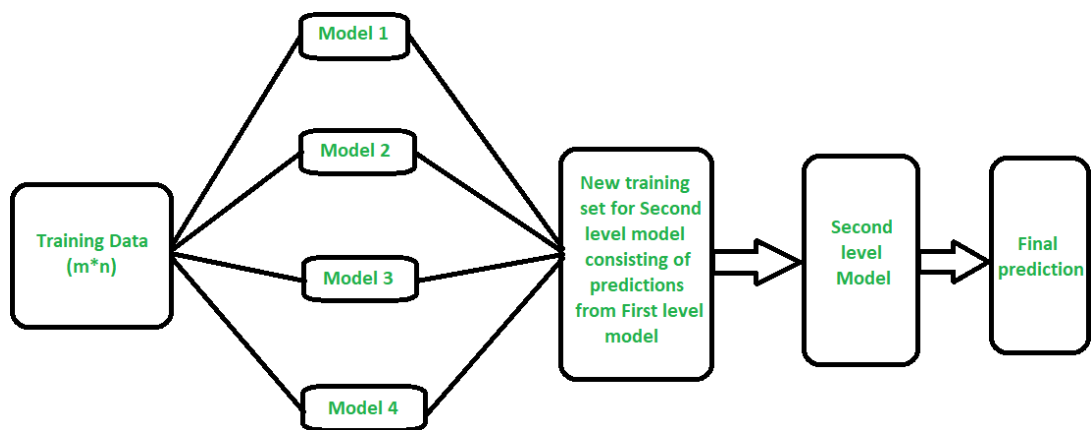 Training Data
(m*n)
Model 1
Model 2
Model 3
Model 4
New training
set for Second
level model
consisting of
predictions
from First level
model
Second
level
Model
Final
prediction